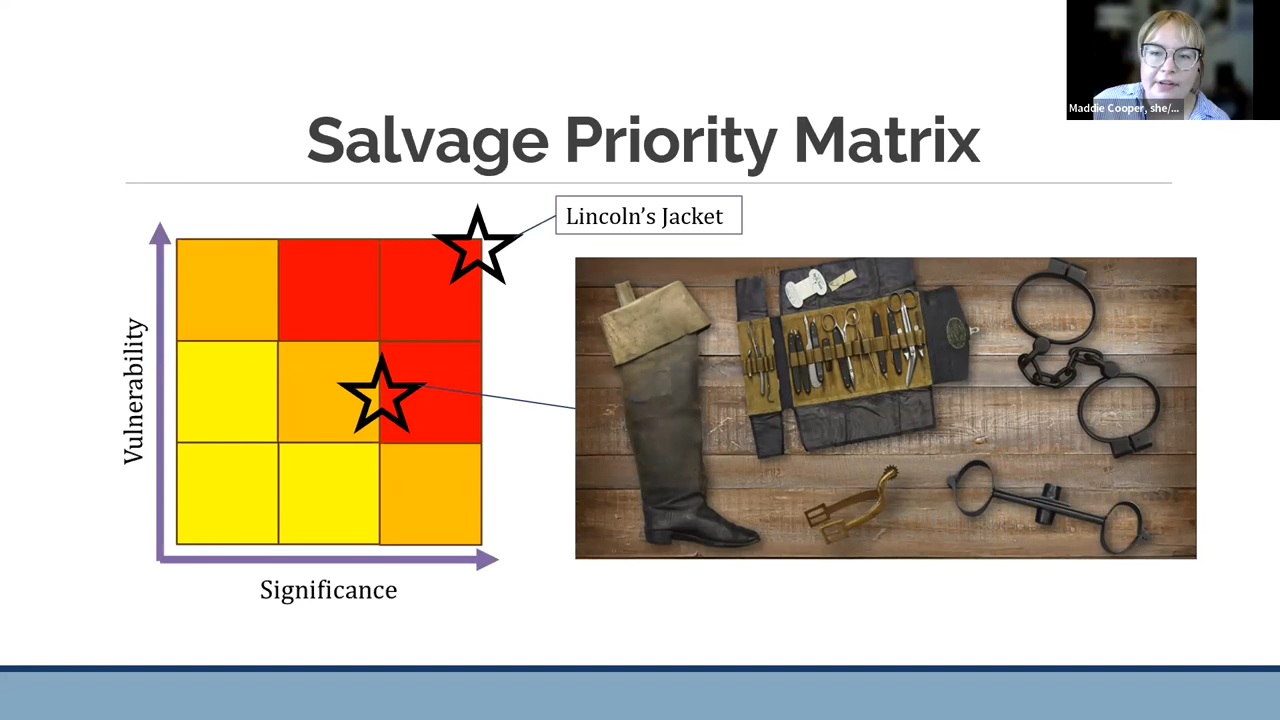 Maddie Cooper, she/...
Salvage Priority Matrix
Lincoln's Jacket
Vulnerability
Significance